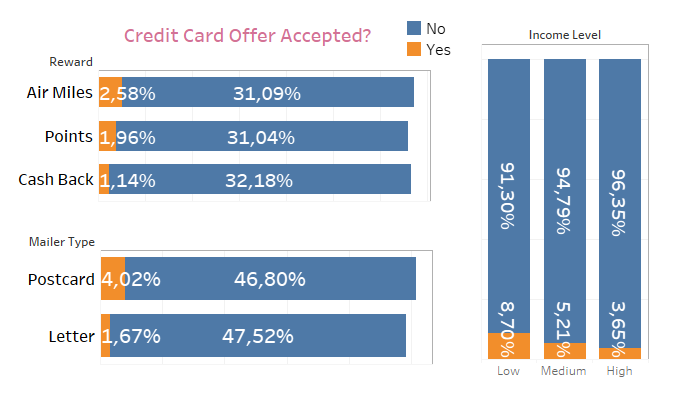 Credit Card Offer Accepted?
No
Yes
Reward
Air Miles 2,58% 31,09%
Points 1,96% 31,04%
Cash Back 1,14% 32,18%
Mailer Type
Postcard 4,02% 46,80%
Letter 1,67% 47,52%
Income Level
91,30% 94,79% 96,35%
8,70% 5,21% 3,65%
Low Medium High